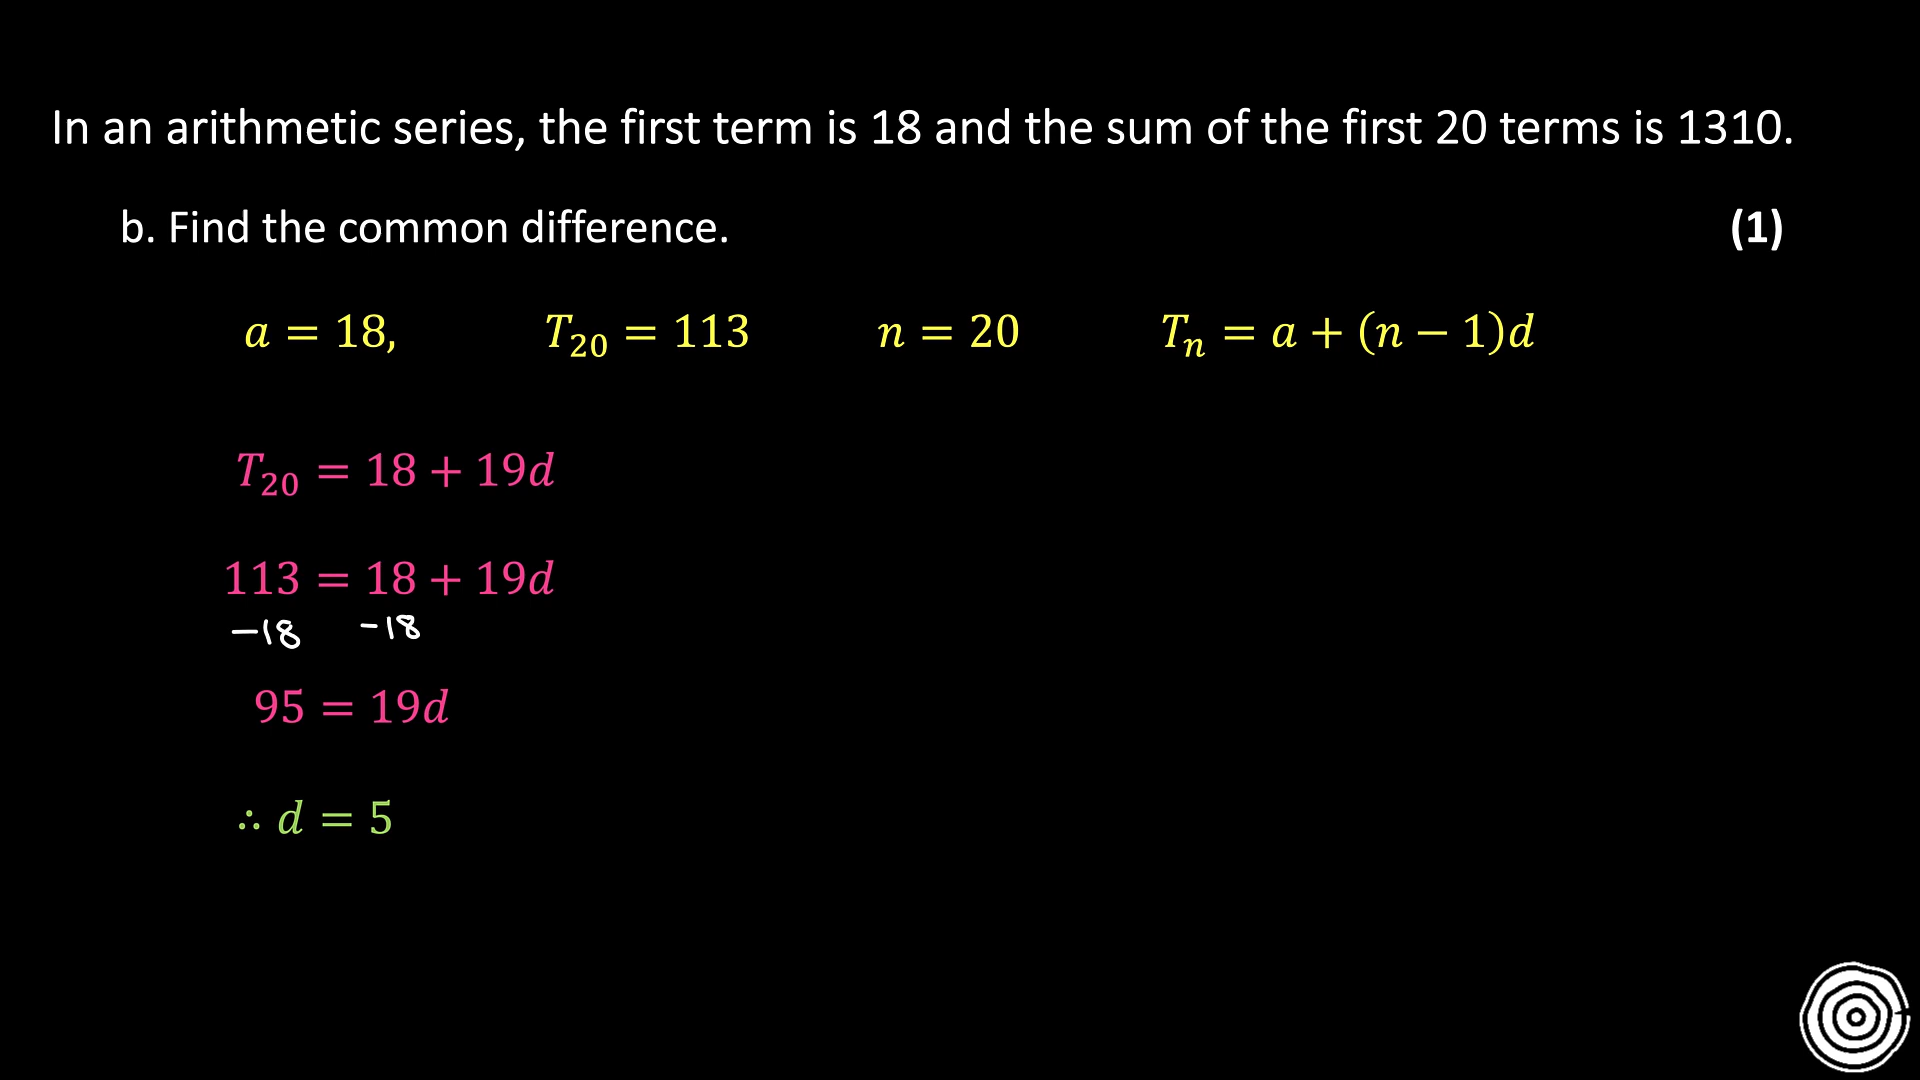 In an arithmetic series, the first term is 18 and the sum of the first 20 terms is 1310.
b. Find the common difference. (1)
a = 18, T₂₀ = 113 n = 20 Tₙ = a + (n − 1)d
T₂₀ = 18 + 19d
113 = 18 + 19d
−18 −18
95 = 19d
∴ d = 5